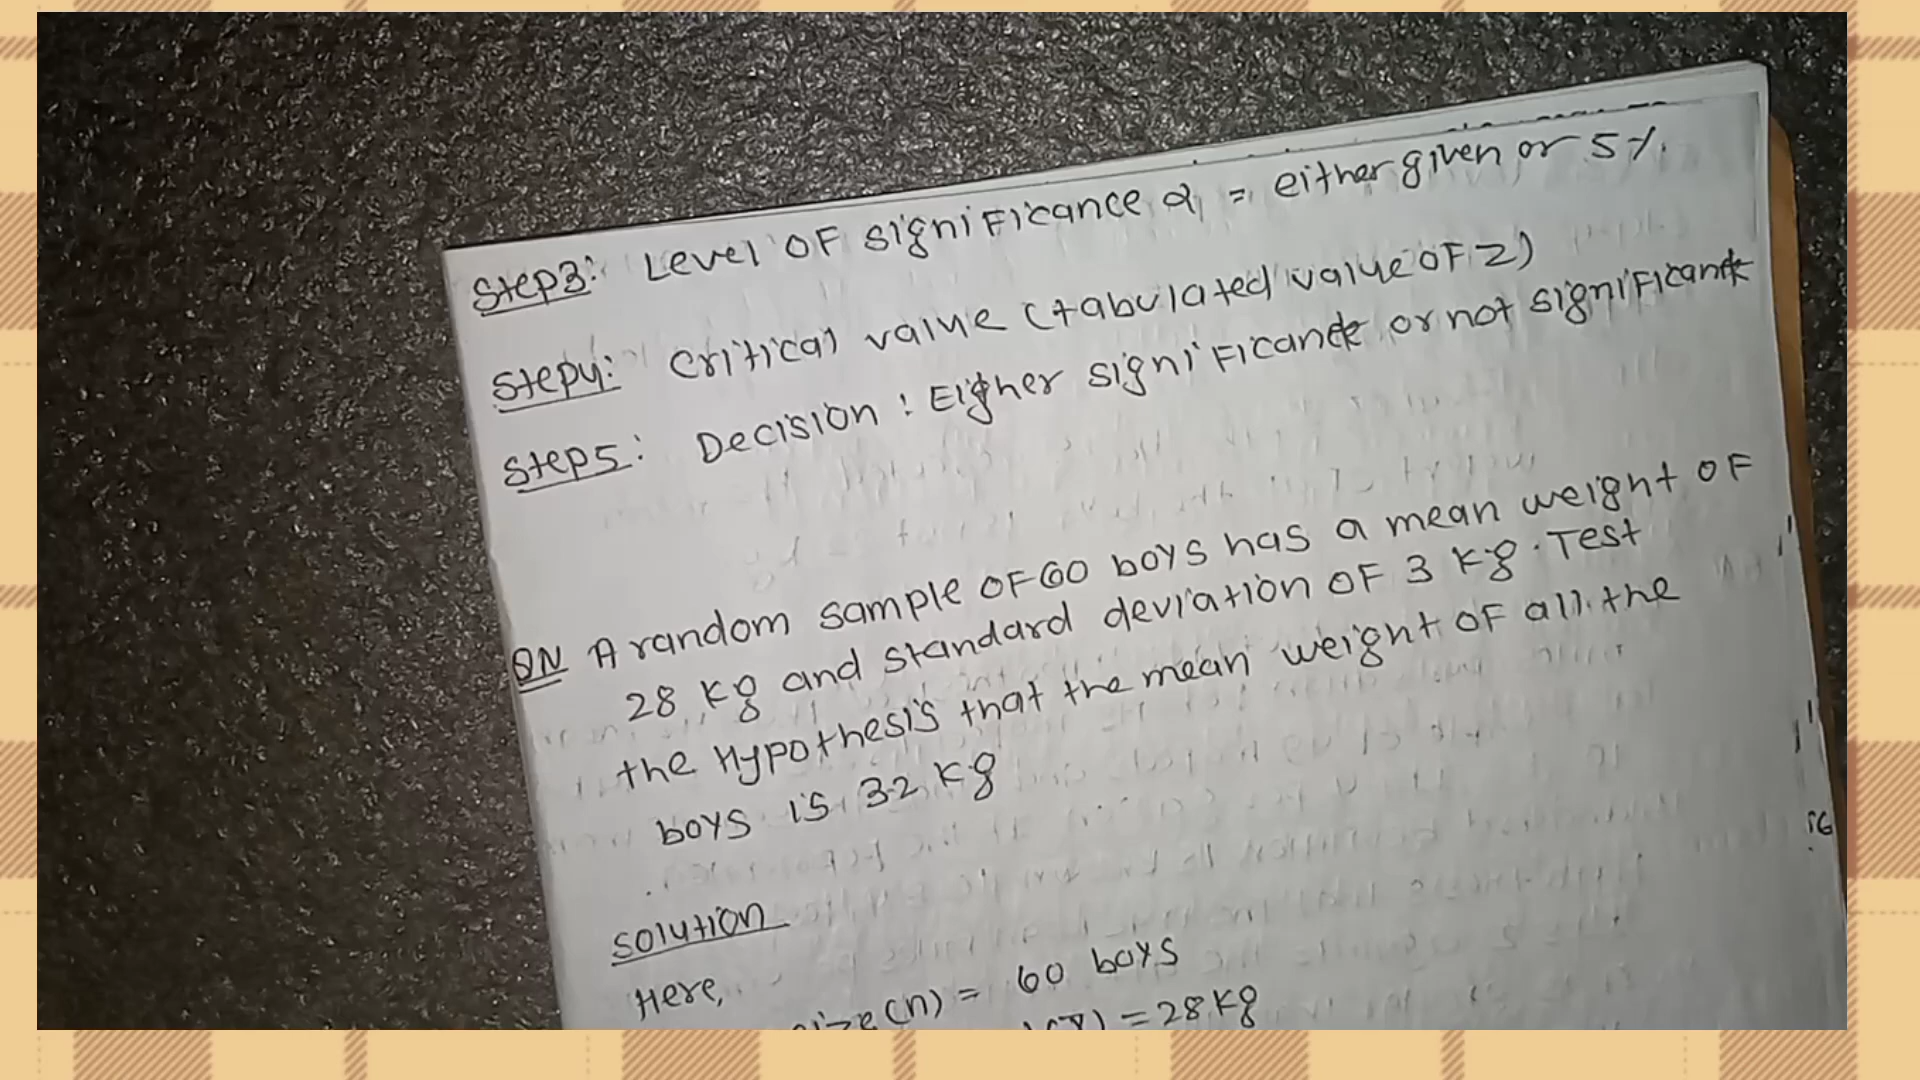 Step3: Level OF significance α = either given or 5%.
Step4: Critical value (tabulated value OF Z)
Step5: Decision : Either significant or not significant
QN A random sample OF 60 boys has a mean weight OF
28 kg and standard deviation OF 3 kg. Test
the Hypothesis that the mean weight OF all the
boys is 32 kg
Solution
Here,
size (n) = 60 boys
= 28 kg